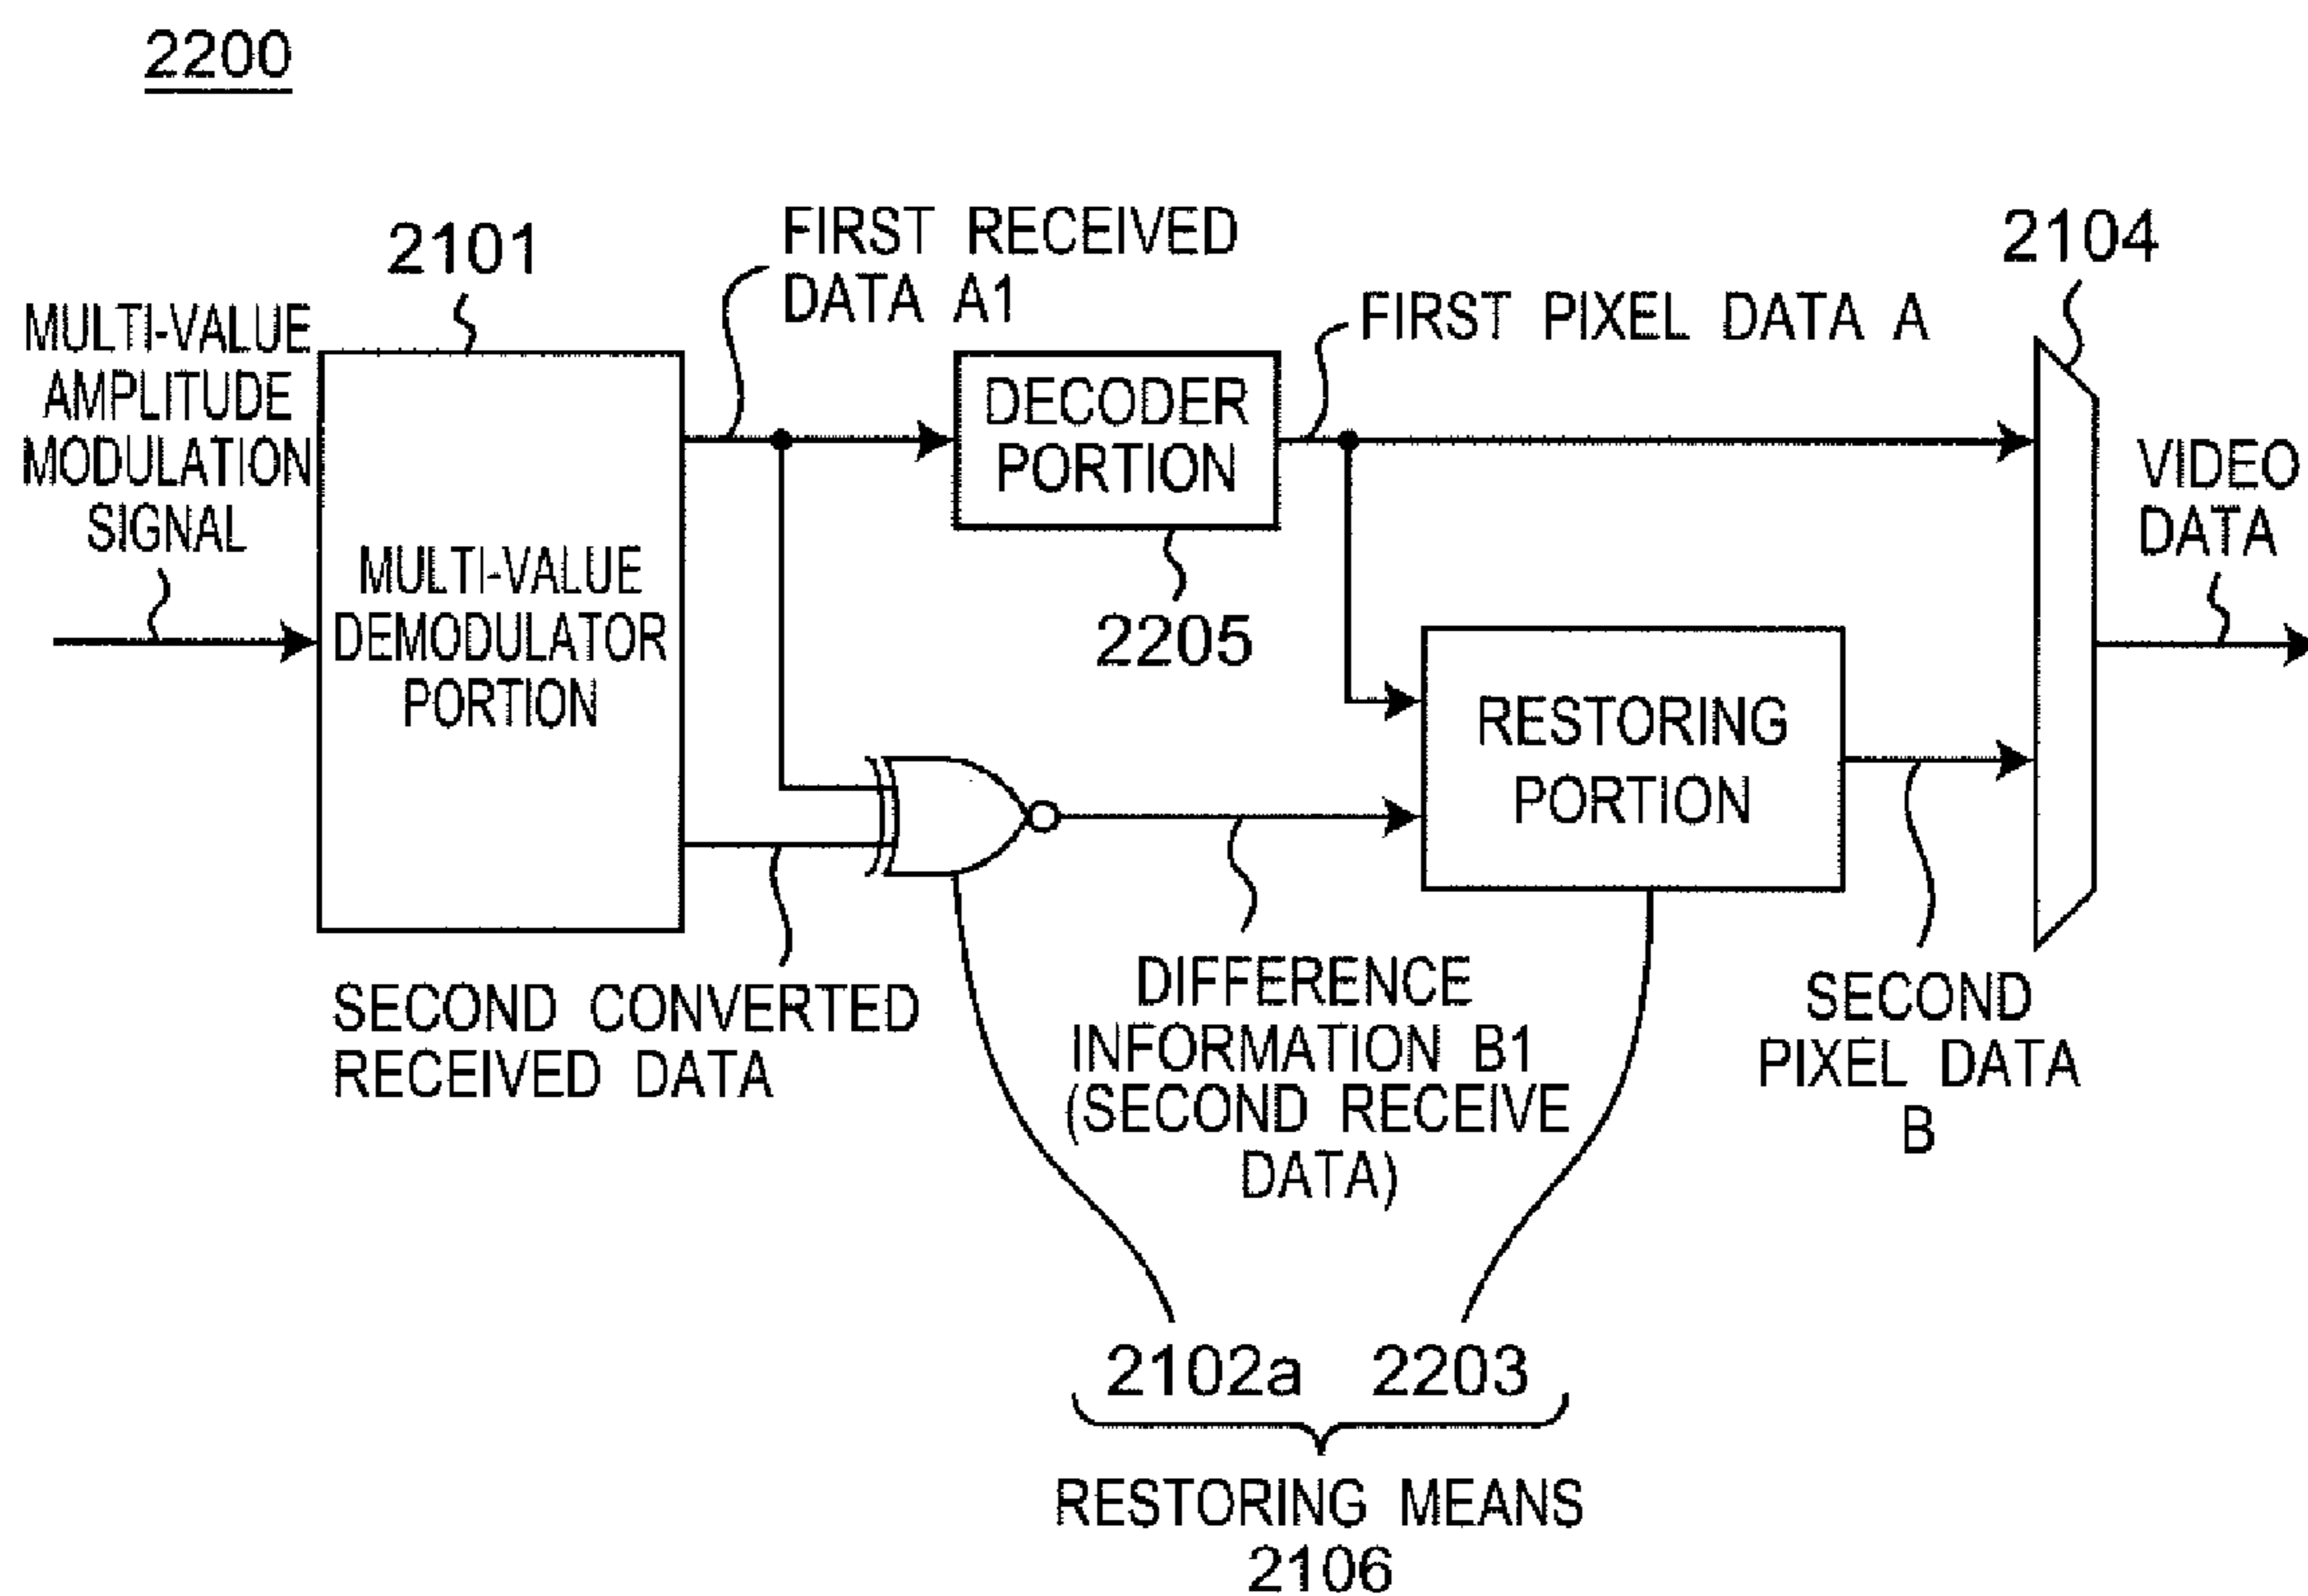 2200
2101
FIRST RECEIVED
DATA A1
2104
MULTI-VALUE
AMPLITUDE
MODULATION
SIGNAL
FIRST PIXEL DATA A
DECODER
PORTION
VIDEO
DATA
MULTI-VALUE
DEMODULATOR
PORTION
2205
RESTORING
PORTION
SECOND CONVERTED
RECEIVED DATA
DIFFERENCE
INFORMATION B1
(SECOND RECEIVE
DATA)
SECOND
PIXEL DATA
B
2102a 2203
RESTORING MEANS
2106